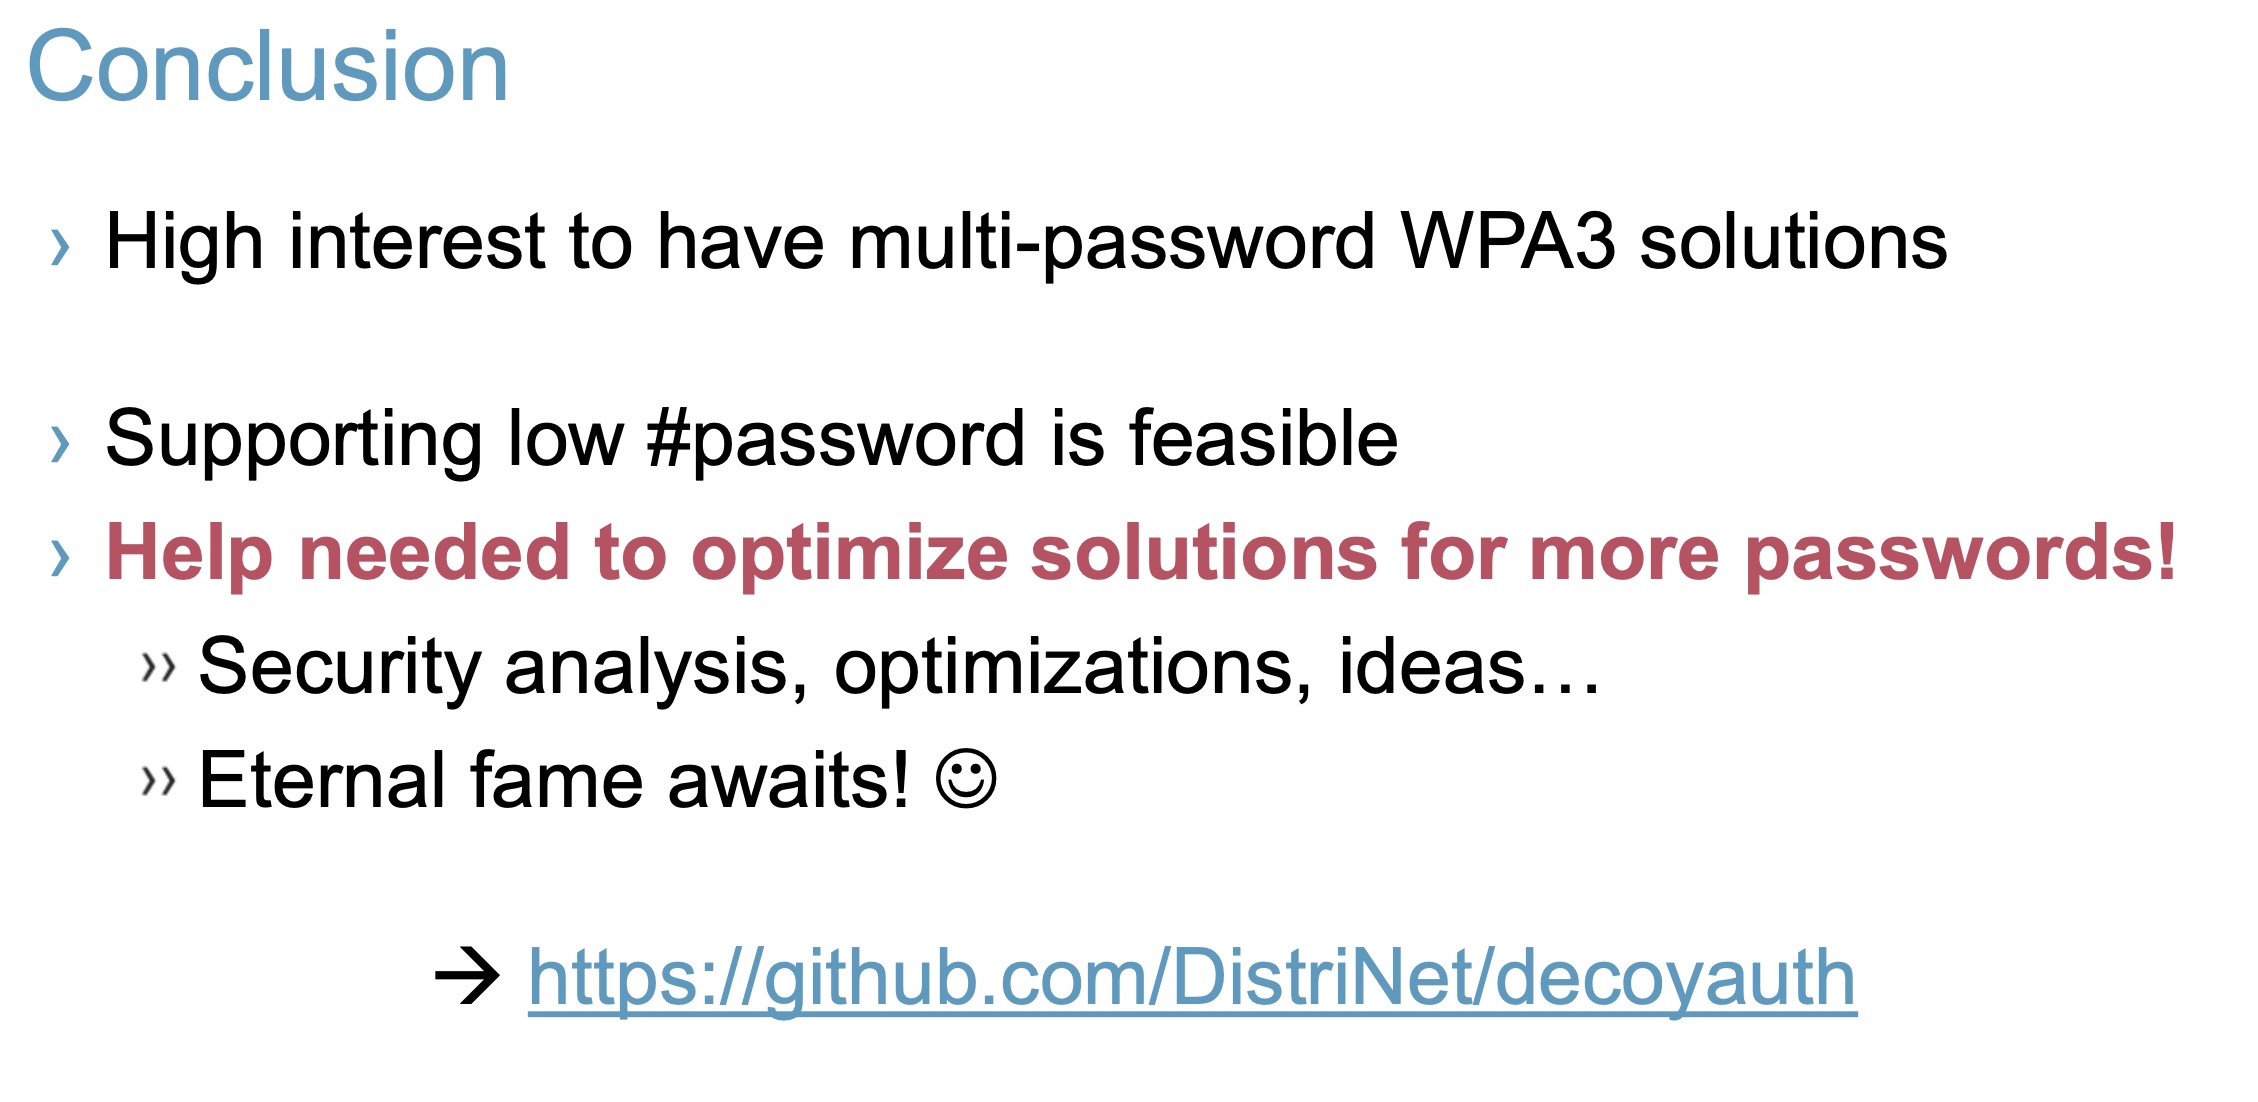 Conclusion
› High interest to have multi-password WPA3 solutions
› Supporting low #password is feasible
› Help needed to optimize solutions for more passwords!
›› Security analysis, optimizations, ideas…
›› Eternal fame awaits! ☺
→ https://github.com/DistriNet/decoyauth